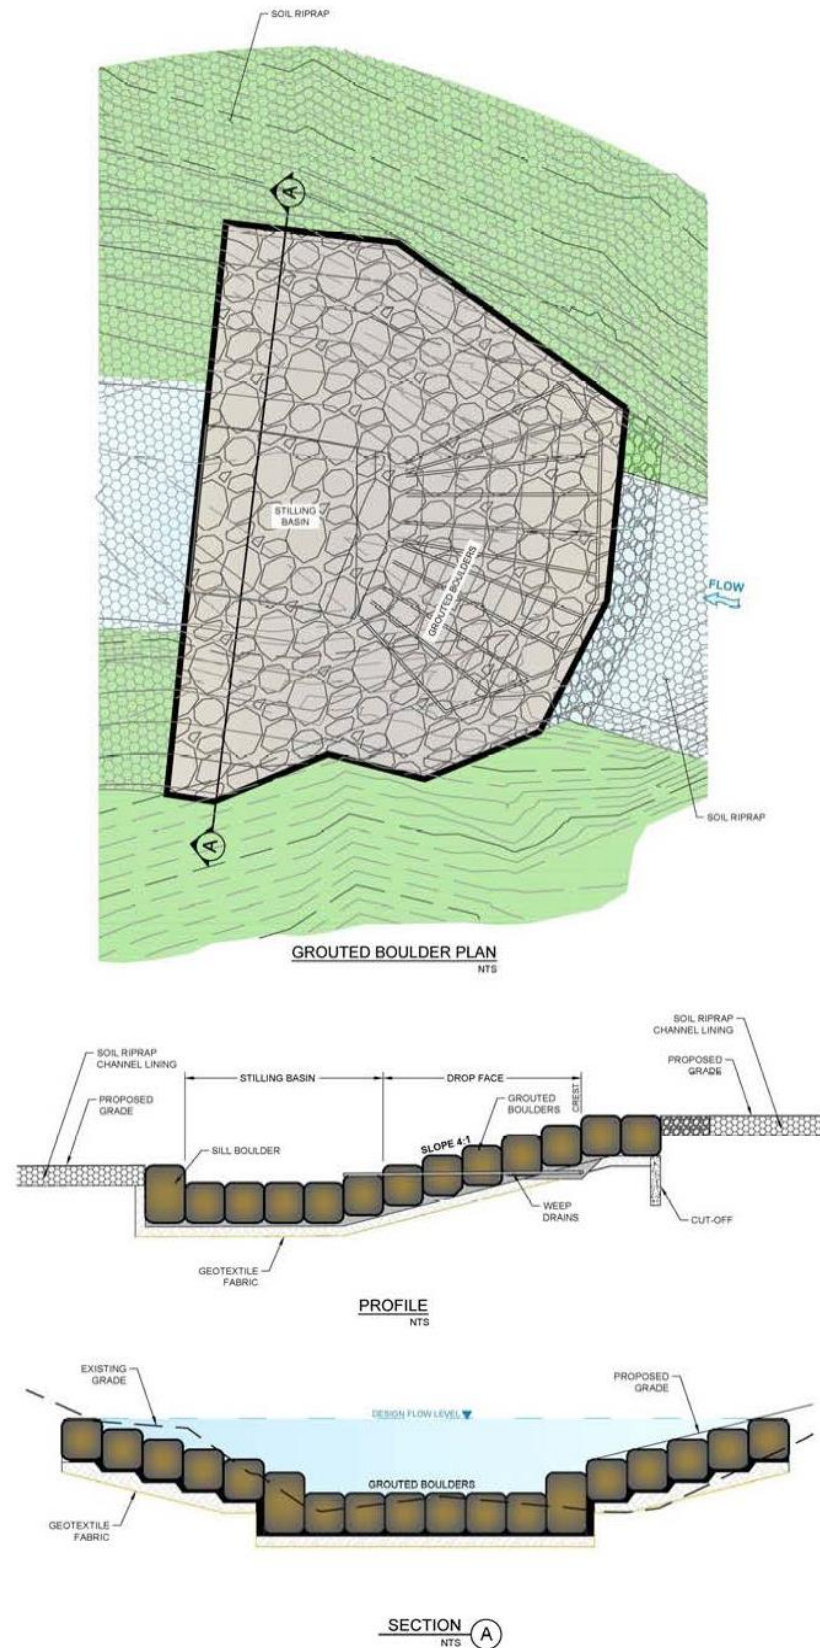 SOIL RIPRAP
A
STILLING
BASIN
GROUTED BOULDERS
FLOW
A
SOIL RIPRAP
GROUTED BOULDER PLAN
NTS
SOIL RIPRAP
CHANNEL LINING
SOIL RIPRAP
CHANNEL LINING
PROPOSED
GRADE
STILLING BASIN
DROP FACE
CREST
PROPOSED
GRADE
GROUTED
BOULDERS
SLOPE 4:1
SILL BOULDER
WEEP
DRAINS
CUT-OFF
GEOTEXTILE
FABRIC
PROFILE
NTS
EXISTING
GRADE
PROPOSED
GRADE
DESIGN FLOW LEVEL
GROUTED BOULDERS
GEOTEXTILE
FABRIC
SECTION A
NTS